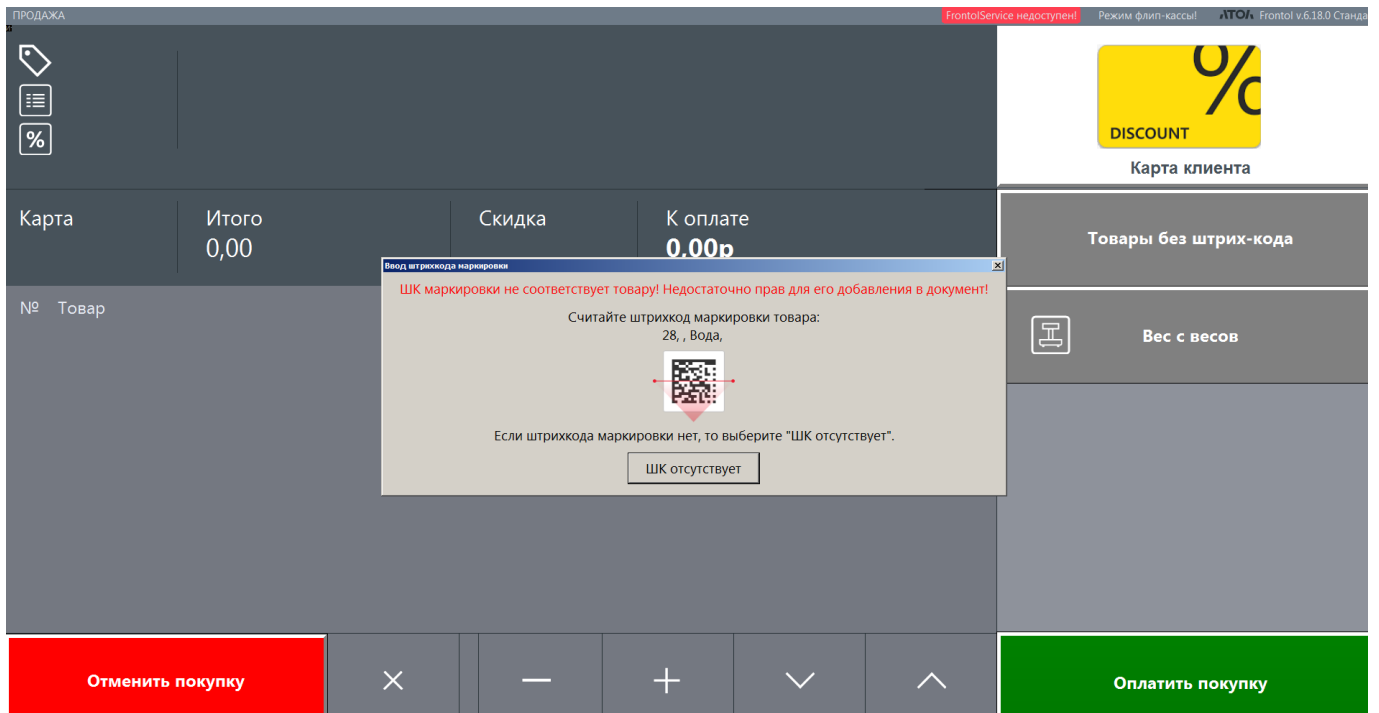 ПРОДАЖА
FrontolService недоступен! Режим флип-кассы! АТОЛ Frontol v.6.18.0 Станда
%
DISCOUNT
Карта клиента
Карта Итого Скидка К оплате
0,00 0,00р
Товары без штрих-кода
Ввод штрихкода маркировки
ШК маркировки не соответствует товару! Недостаточно прав для его добавления в документ!
№ Товар
Считайте штрихкод маркировки товара:
28, , Вода,
Вес с весов
Если штрихкода маркировки нет, то выберите "ШК отсутствует".
ШК отсутствует
Отменить покупку
Оплатить покупку